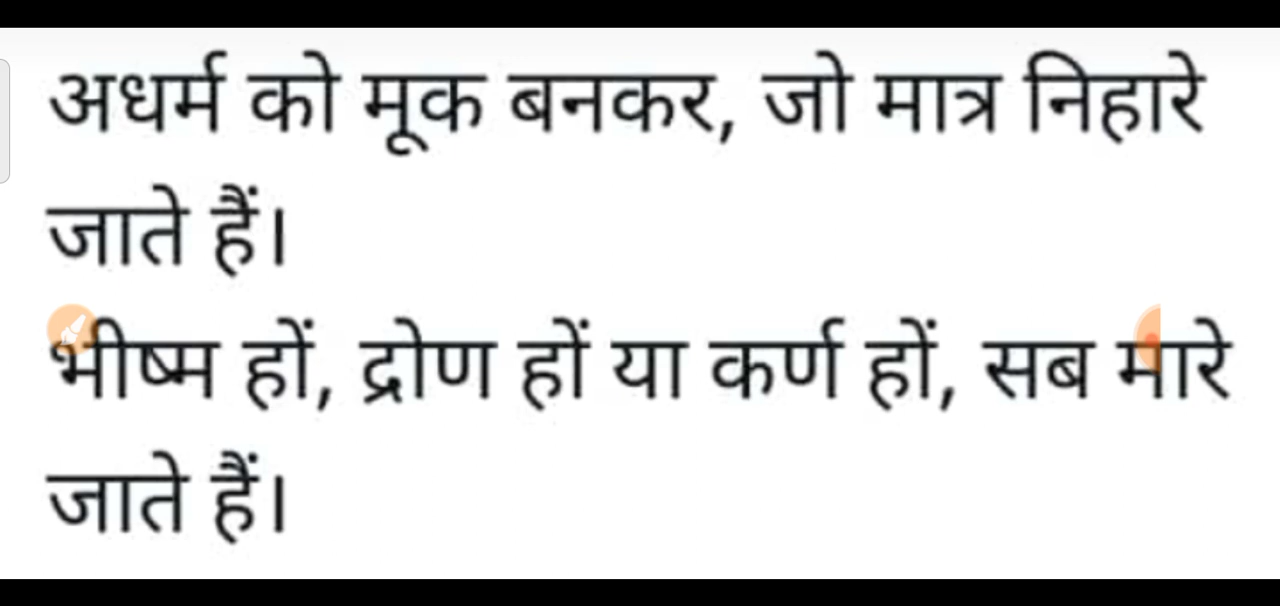 अधर्म को मूक बनकर, जो मात्र निहारे
जाते हैं।
भीष्म हों, द्रोण हों या कर्ण हों, सब मारे
जाते हैं।